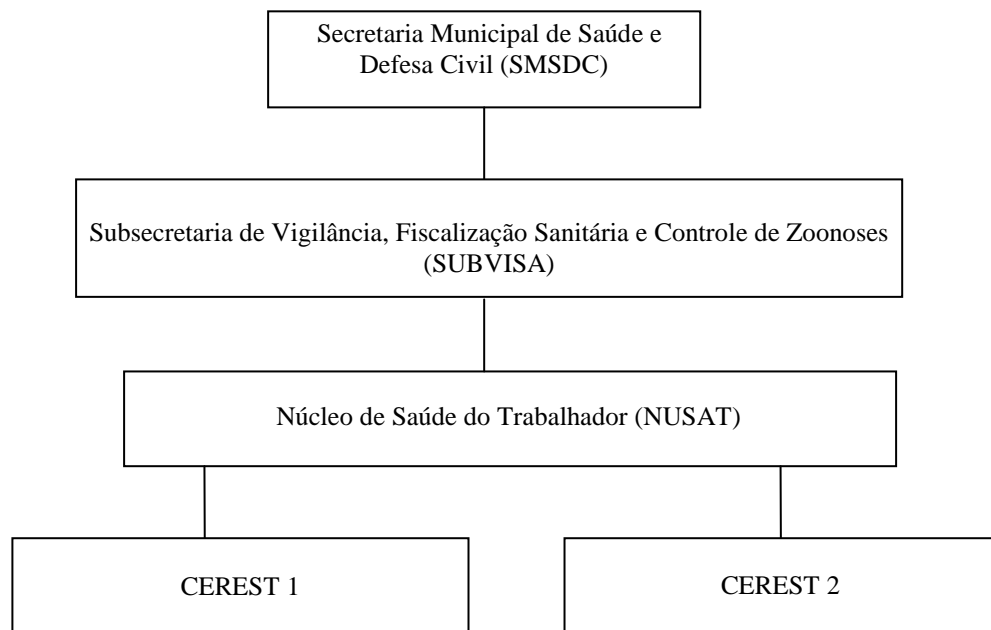 Secretaria Municipal de Saúde e
Defesa Civil (SMSDC)
Subsecretaria de Vigilância, Fiscalização Sanitária e Controle de Zoonoses
(SUBVISA)
Núcleo de Saúde do Trabalhador (NUSAT)
CEREST 1
CEREST 2